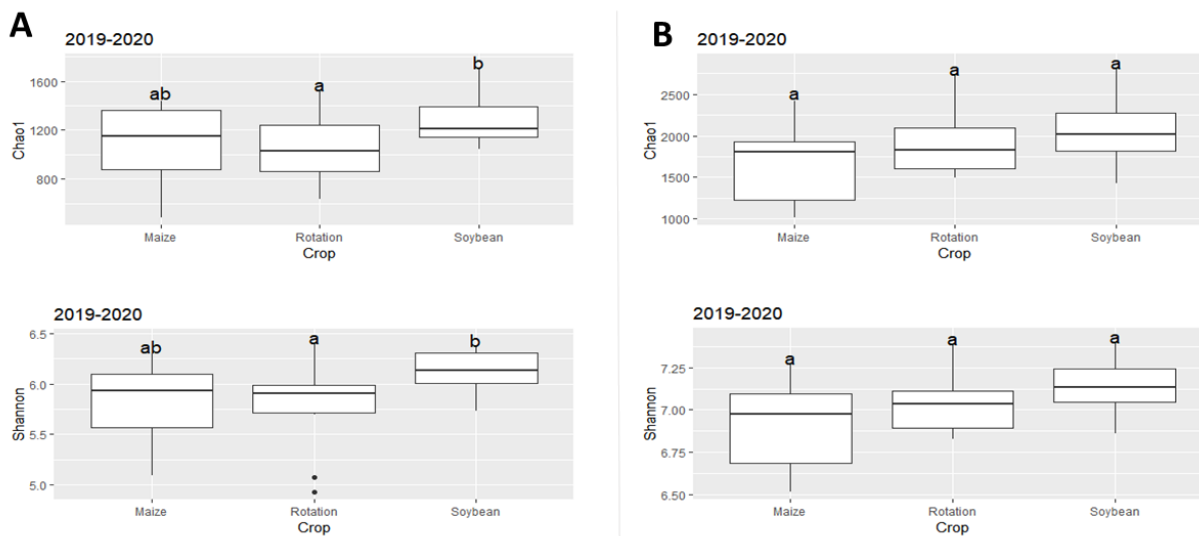 A
2019-2020
Chao1
1600
1200
800
ab
a
b
Maize Rotation Soybean
Crop
2019-2020
Shannon
6.5
6.0
5.5
5.0
ab
a
b
Maize Rotation Soybean
Crop
B
2019-2020
Chao1
2500
2000
1500
1000
a
a
a
Maize Rotation Soybean
Crop
2019-2020
Shannon
7.25
7.00
6.75
6.50
a
a
a
Maize Rotation Soybean
Crop